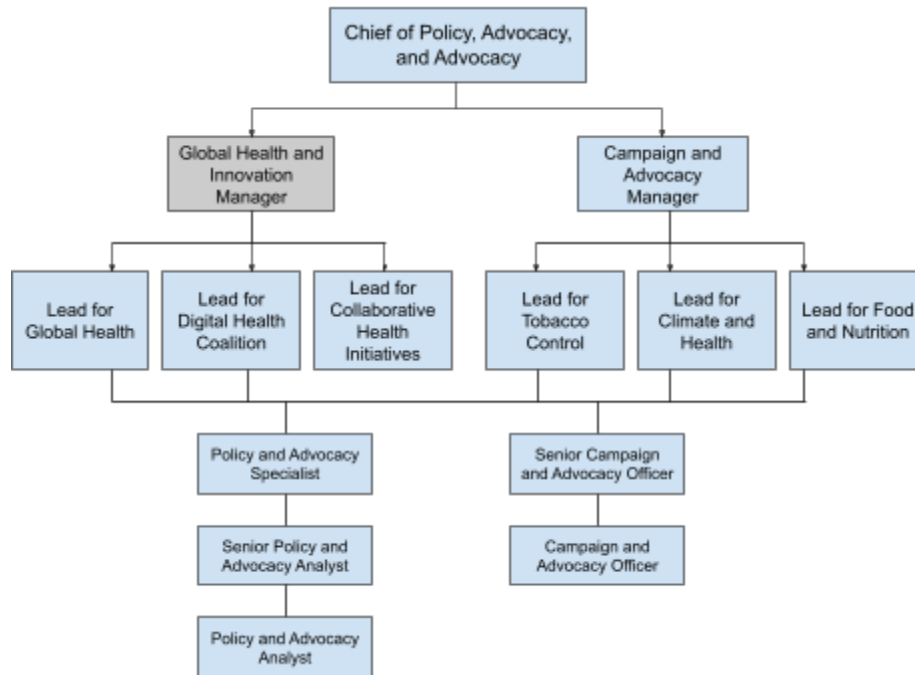 Chief of Policy, Advocacy,
and Advocacy
Global Health and
Innovation
Manager
Campaign and
Advocacy
Manager
Lead for
Global Health
Lead for
Digital Health
Coalition
Lead for
Collaborative
Health
Initiatives
Lead for
Tobacco
Control
Lead for
Climate and
Health
Lead for Food
and Nutrition
Policy and Advocacy
Specialist
Senior Campaign
and Advocacy Officer
Senior Policy and
Advocacy Analyst
Campaign and
Advocacy Officer
Policy and Advocacy
Analyst